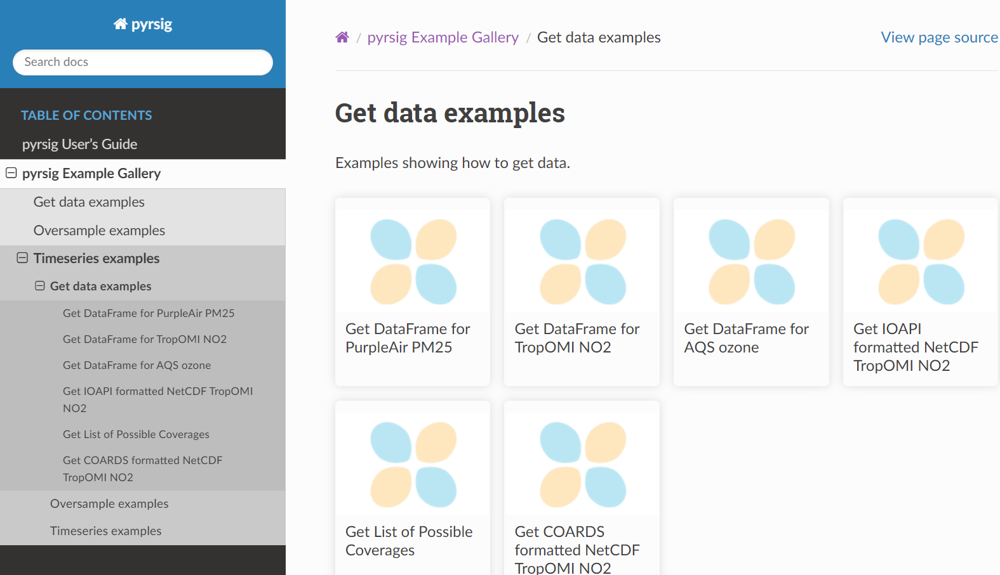 pyrsig
Search docs
TABLE OF CONTENTS
pyrsig User's Guide
pyrsig Example Gallery
Get data examples
Oversample examples
Timeseries examples
Get data examples
Get DataFrame for PurpleAir PM25
Get DataFrame for TropOMI NO2
Get DataFrame for AQS ozone
Get IOAPI formatted NetCDF TropOMI
NO2
Get List of Possible Coverages
Get COARDS formatted NetCDF
TropOMI NO2
Oversample examples
Timeseries examples
/ pyrsig Example Gallery / Get data examples
View page source
Get data examples
Examples showing how to get data.
Get DataFrame for
PurpleAir PM25
Get DataFrame for
TropOMI NO2
Get DataFrame for
AQS ozone
Get IOAPI
formatted NetCDF
TropOMI NO2
Get List of Possible
Coverages
Get COARDS
formatted NetCDF
TropOMI NO2